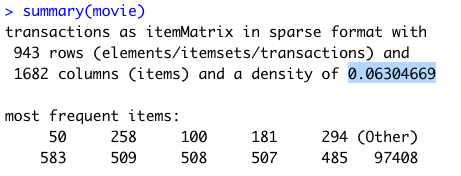 > summary(movie)
transactions as itemMatrix in sparse format with
943 rows (elements/itemsets/transactions) and
1682 columns (items) and a density of 0.06304669
most frequent items:
50 258 100 181 294 (Other)
583 509 508 507 485 97408